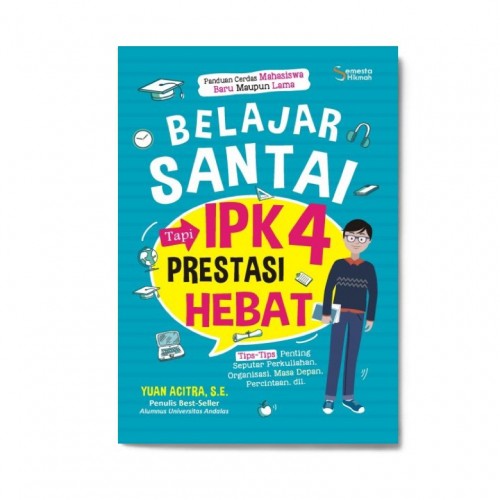 Panduan Cerdas Mahasiswa
Baru Maupun Lama
Semesta
Hikmah
BELAJAR
SANTAI
Tapi IPK 4
PRESTASI
HEBAT
Tips-Tips Penting
Seputar Perkuliahan,
Organisasi, Masa Depan,
Percintaan, dll.
YUAN ACITRA, S.E.
Penulis Best-Seller
Alumnus Universitas Andalas